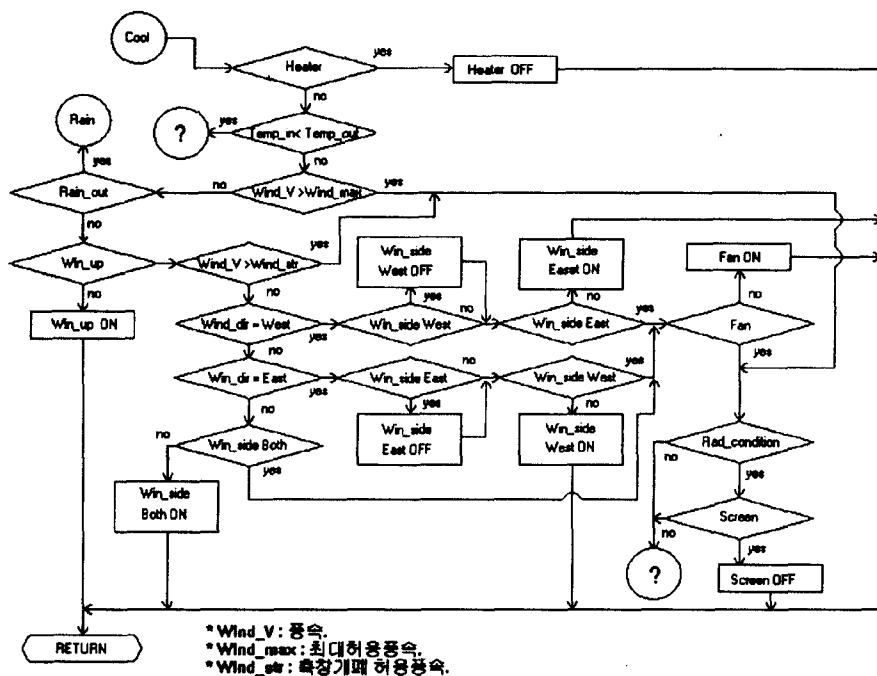 Cool
yes
Heater
Heater OFF
no
Rain
yes
?
Temp_in< Temp_out
yes
no
no
yes
Rain_out
Wind_V >Wind_max
no
yes
Win_up
Wind_V >Wind_str
Win_side
West OFF
Win_side
Easet ON
Fan ON
no
no
yes
no
no
no
yes
Win_up ON
Wind_dir = West
yes
Win_side West
Win_side East
Fan
no
no
yes
yes
Win_dir = East
yes
Win_side East
Win_side West
no
yes
no
no
Win_side Both
Win_side
East OFF
Win_side
West ON
Rad_condition
yes
no
yes
Win_side
Both ON
Screen
no
yes
?
Screen OFF
RETURN
* Wind_V : 풍속.
* Wind_max : 최대허용풍속.
* Wind_str : 측창개폐 허용풍속.